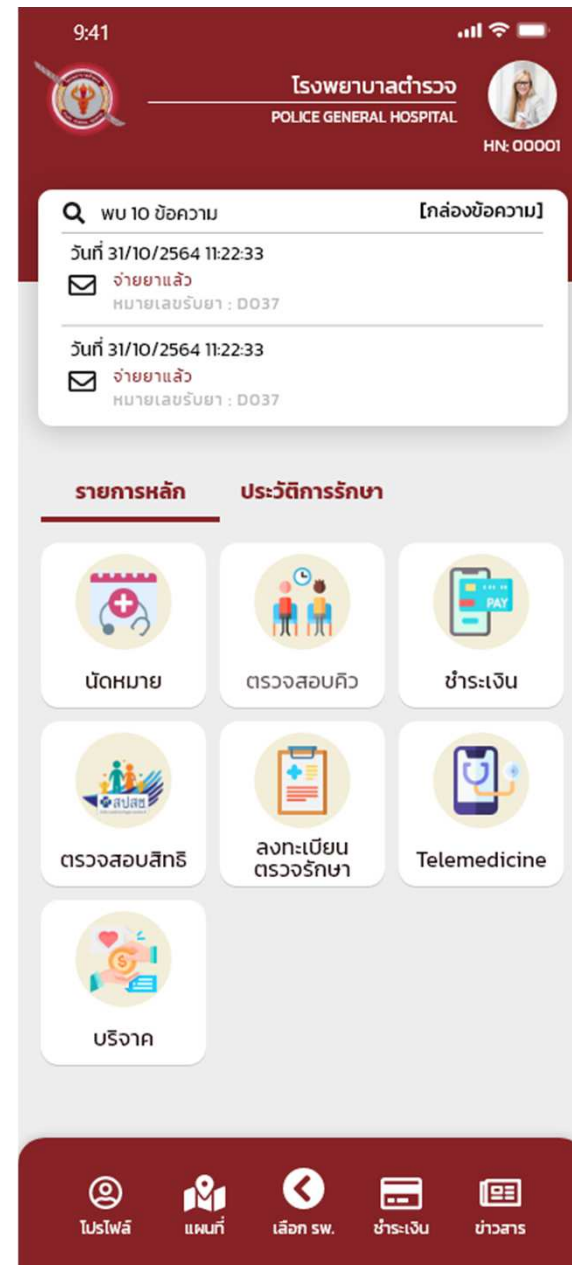 9:41
โรงพยาบาลตำรวจ
POLICE GENERAL HOSPITAL
HN: 00001
พบ 10 ข้อความ [กล่องข้อความ]
วันที่ 31/10/2564 11:22:33
จ่ายยาแล้ว
หมายเลขรับยา : D037
วันที่ 31/10/2564 11:22:33
จ่ายยาแล้ว
หมายเลขรับยา : D037
รายการหลัก ประวัติการรักษา
PAY
นัดหมาย ตรวจสอบคิว ชำระเงิน
สปสช
ตรวจสอบสิทธิ ลงทะเบียน Telemedicine
ตรวจรักษา
บริจาค
โปรไฟล์ แผนที่ เลือก รพ. ชำระเงิน ข่าวสาร